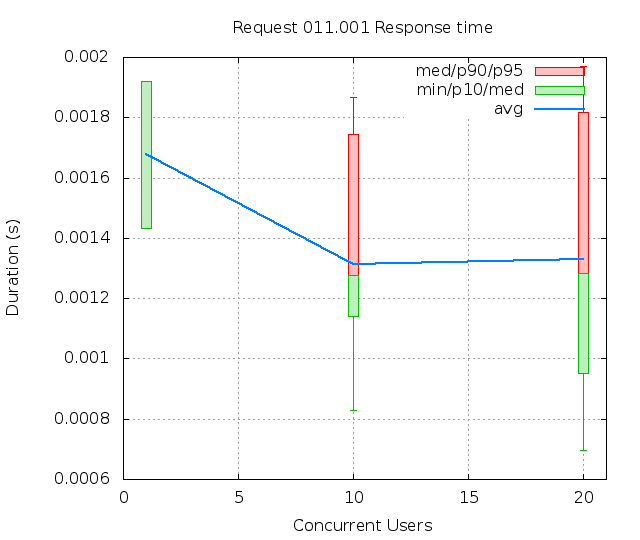 Request 011.001 Response time
med/p90/p95
min/p10/med
avg
0.002
0.0018
0.0016
0.0014
0.0012
0.001
0.0008
0.0006
Duration (s)
0 5 10 15 20
Concurrent Users